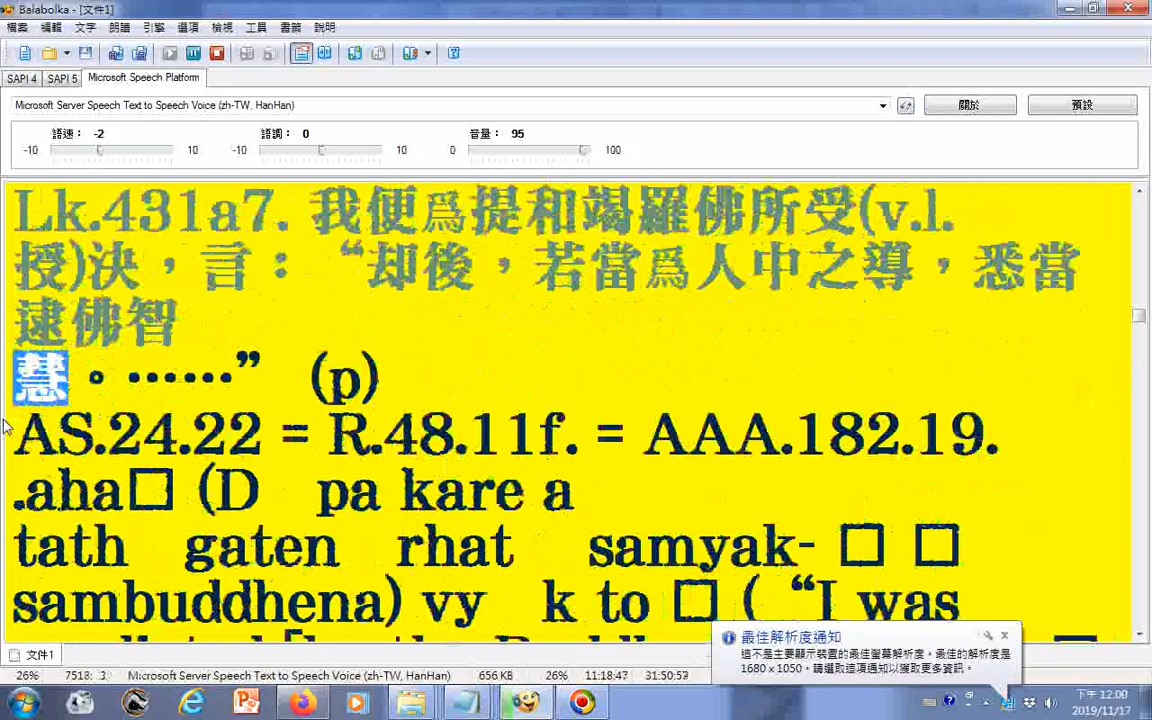 Balabolka - [文件1]
檔案 編輯 文字 朗讀 引擎 選項 檢視 工具 書籤 說明
SAPI 4 SAPI 5 Microsoft Speech Platform
Microsoft Server Speech Text to Speech Voice (zh-TW, HanHan)
關於 預設
語速： -2 語調： 0 音量： 95
-10 10 -10 10 0 100
Lk.431a7. 我便爲提和竭羅佛所受(v.l.
授)決，言：“却後，若當爲人中之導，悉當
逮佛智
慧。……” (p)
AS.24.22 = R.48.11f. = AAA.182.19.
.aha□ (D pa kare a
tath gaten rhat samyak- □ □
sambuddhena) vy k to □ ( “I was
最佳解析度通知
這不是主要顯示裝置的最佳螢幕解析度。最佳的解析度是
1680 x 1050。請選取這項通知以獲取更多資訊。
文件1
26% Microsoft Server Speech Text to Speech Voice (zh-TW, HanHan) 656 KB 26%
下午 12:00
2019/11/17